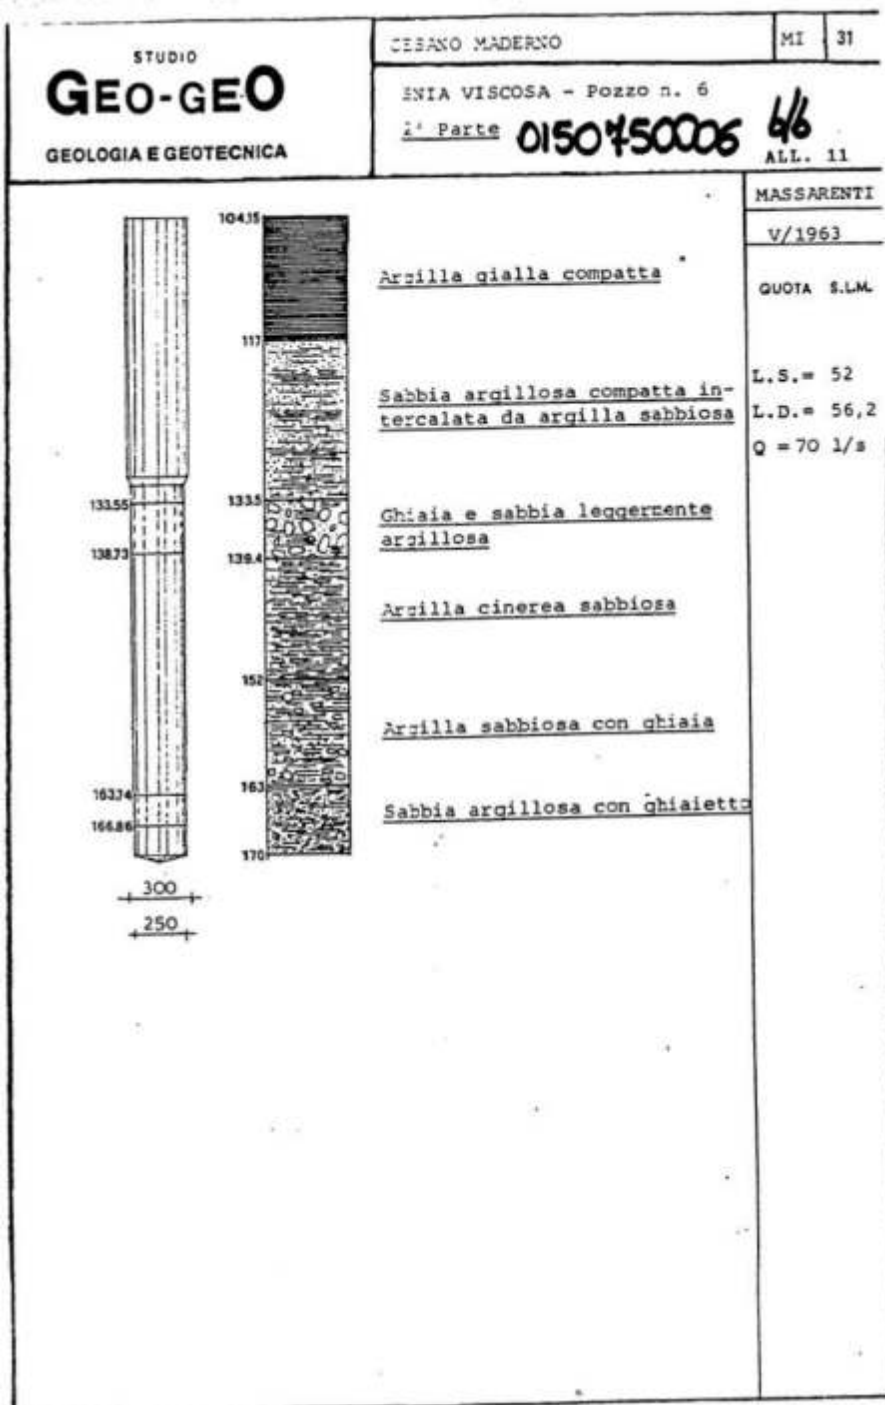 STUDIO
GEO-GEO
GEOLOGIA E GEOTECNICA
CESANO MADERNO
MI 31
SNIA VISCOSA - Pozzo n. 6
2ª Parte 0150750006 6/6
ALL. 11
MASSARENTI
V/1963
QUOTA S.L.M.
L.S.= 52
L.D.= 56,2
Q =70 l/s
104,15
Argilla gialla compatta
117
Sabbia argillosa compatta in-
tercalata da argilla sabbiosa
133,55
133,5
Ghiaia e sabbia leggermente
argillosa
138,73
139,4
Argilla cinerea sabbiosa
152
Argilla sabbiosa con ghiaia
163,74
163
Sabbia argillosa con ghiaietto
166,86
170
300
250